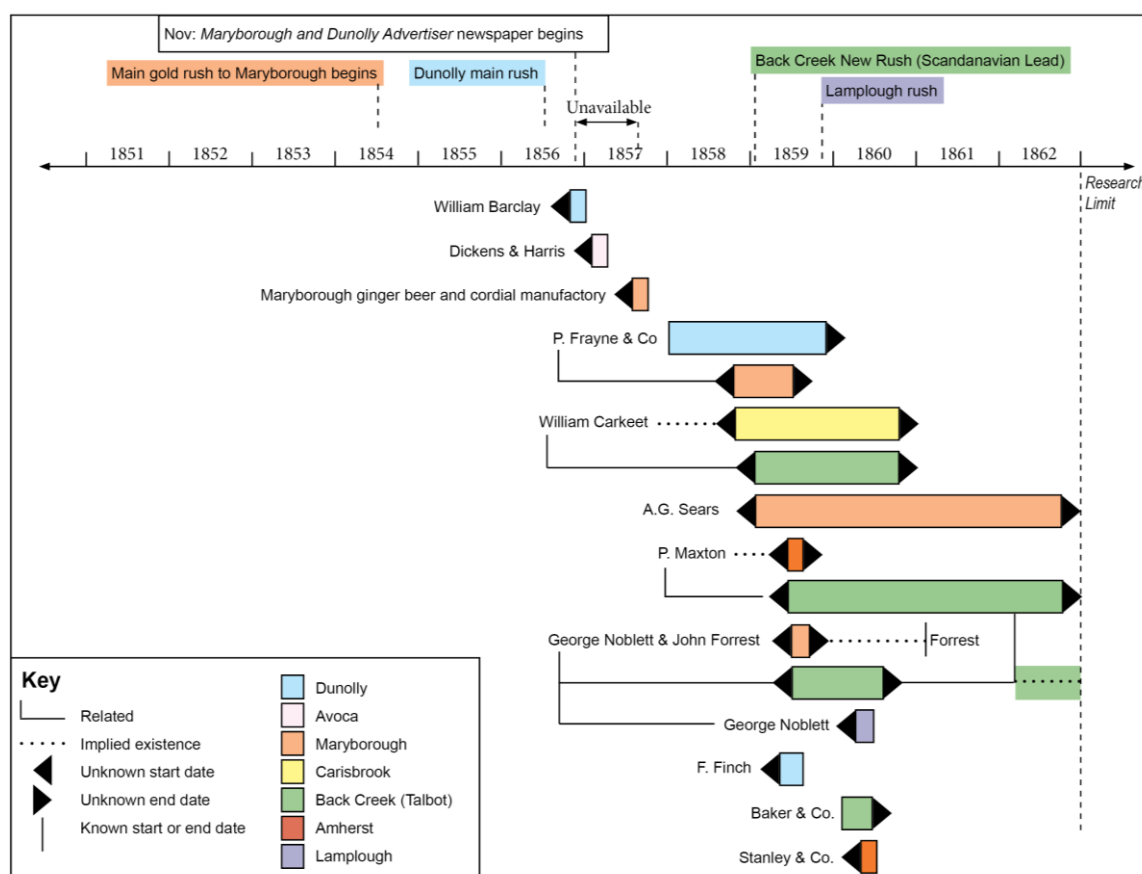 Nov: Maryborough and Dunolly Advertiser newspaper begins
Main gold rush to Maryborough begins
Dunolly main rush
Back Creek New Rush (Scandanavian Lead)
Lamplough rush
Unavailable
1851 1852 1853 1854 1855 1856 1857 1858 1859 1860 1861 1862
Research
Limit
William Barclay
Dickens & Harris
Maryborough ginger beer and cordial manufactory
P. Frayne & Co
William Carkeet
A.G. Sears
P. Maxton
George Noblett & John Forrest
Forrest
George Noblett
F. Finch
Baker & Co.
Stanley & Co.
Key
Related
Implied existence
Unknown start date
Unknown end date
Known start or end date
Dunolly
Avoca
Maryborough
Carisbrook
Back Creek (Talbot)
Amherst
Lamplough